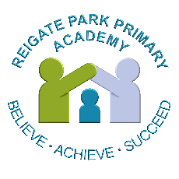 REIGATE PARK PRIMARY
ACADEMY
BELIEVE · ACHIEVE · SUCCEED